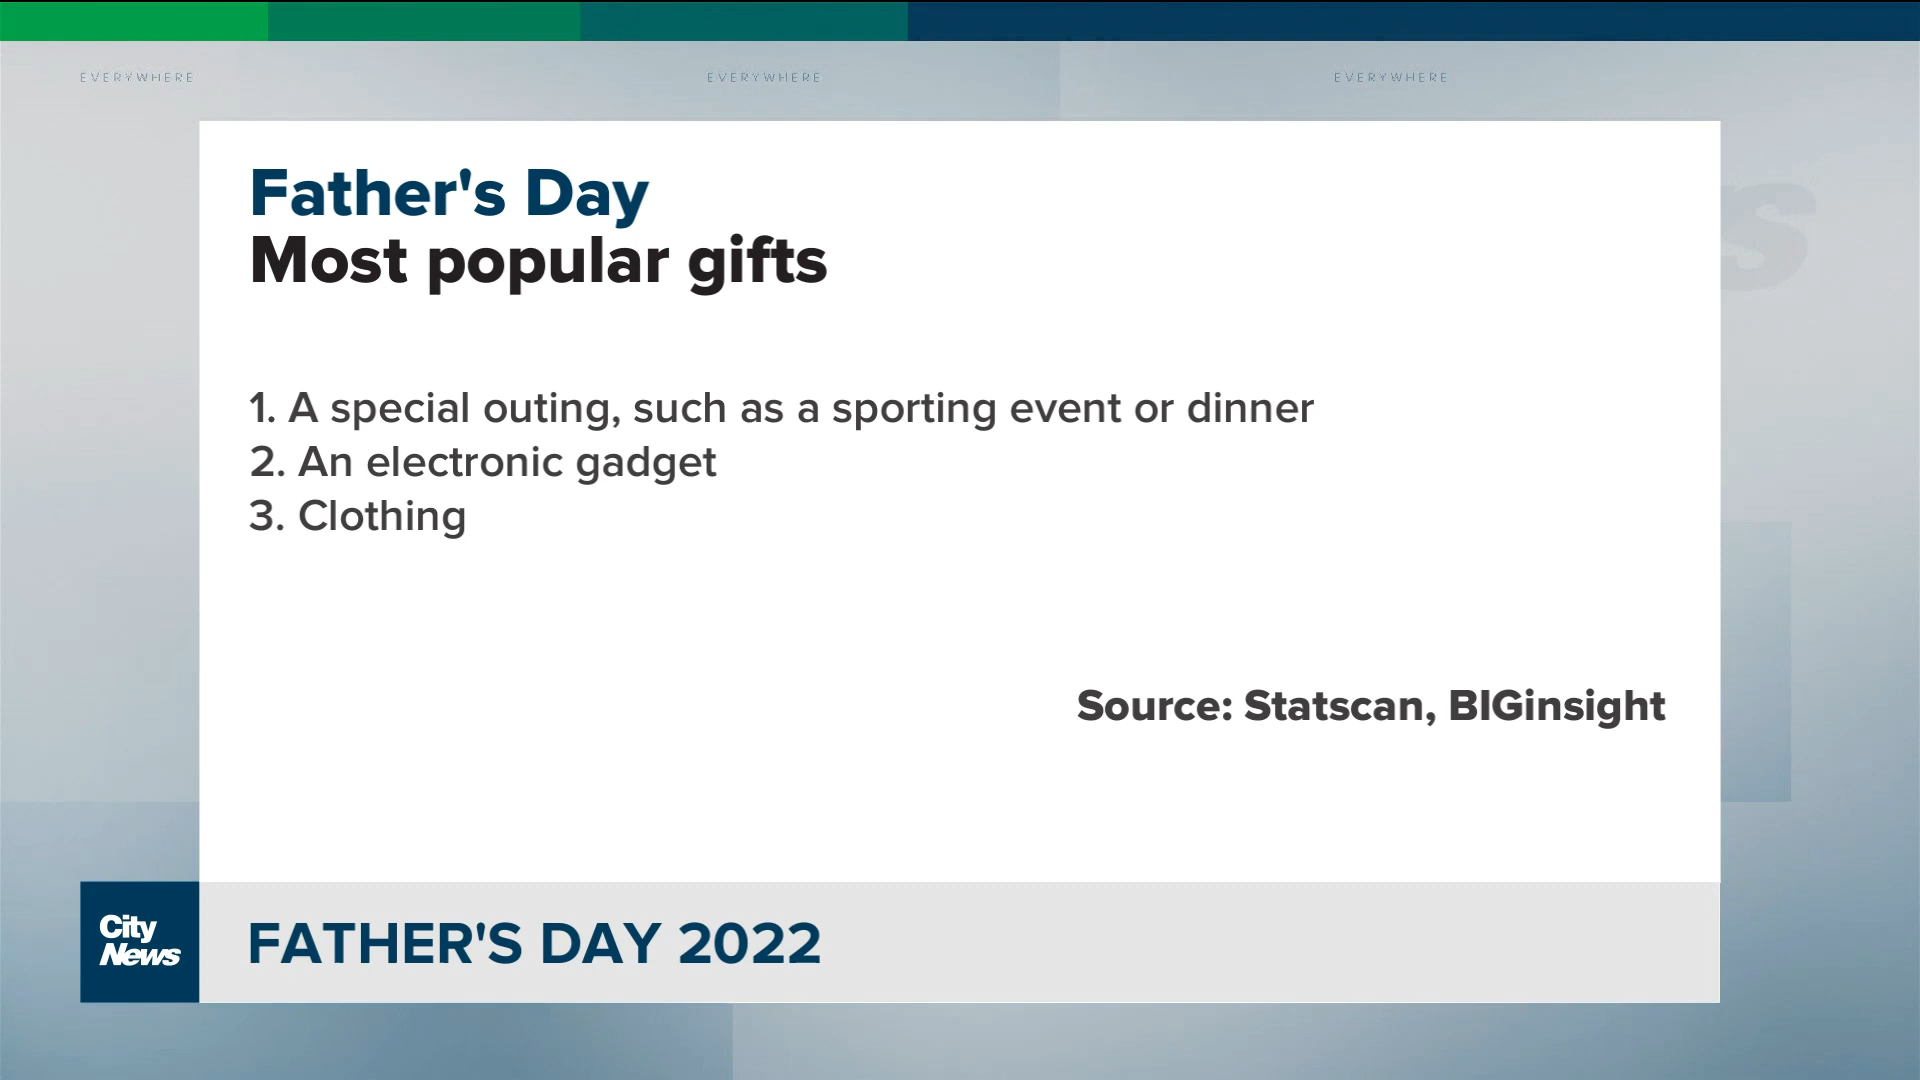 EVERYWHERE EVERYWHERE EVERYWHERE
Father's Day
Most popular gifts
1. A special outing, such as a sporting event or dinner
2. An electronic gadget
3. Clothing
Source: Statscan, BIGinsight
City
News
FATHER'S DAY 2022